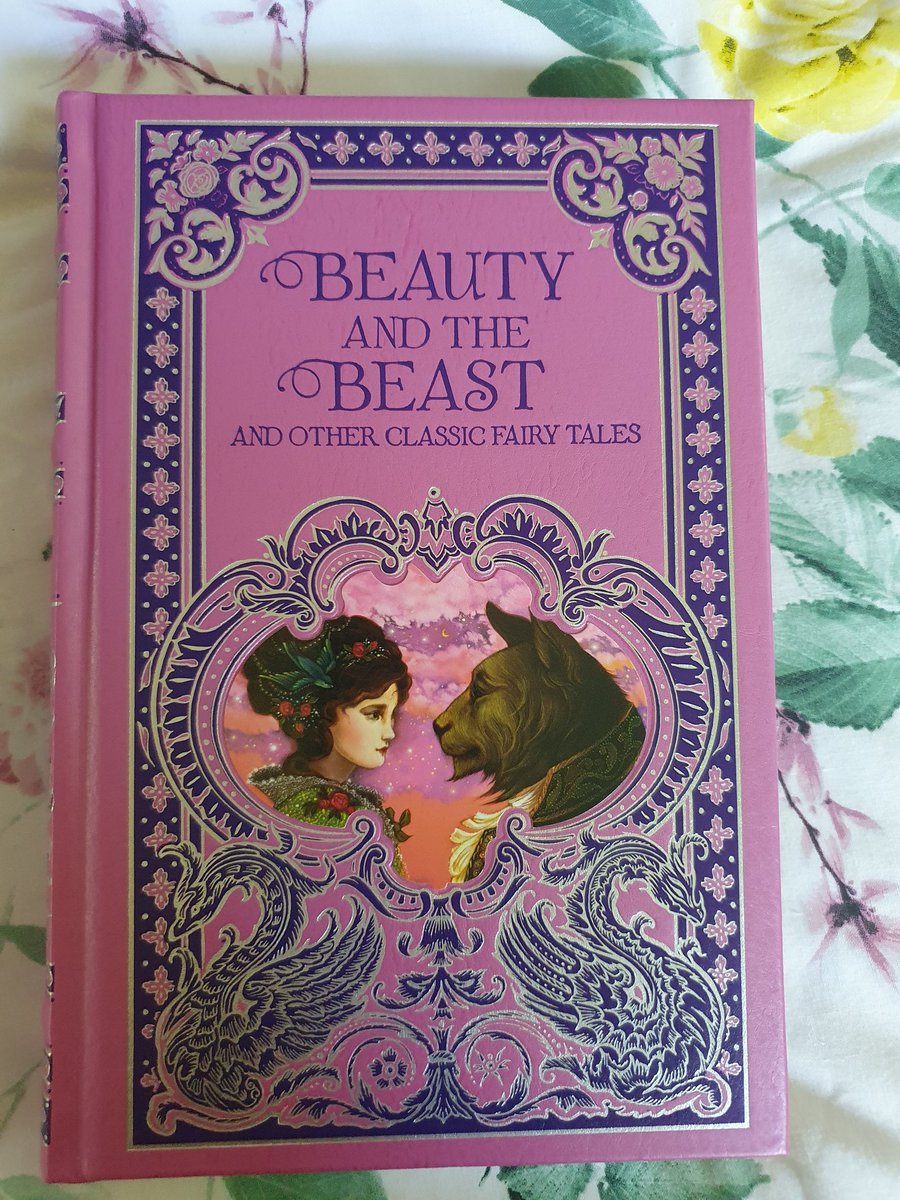 BEAUTY
AND THE
BEAST
AND OTHER CLASSIC FAIRY TALES